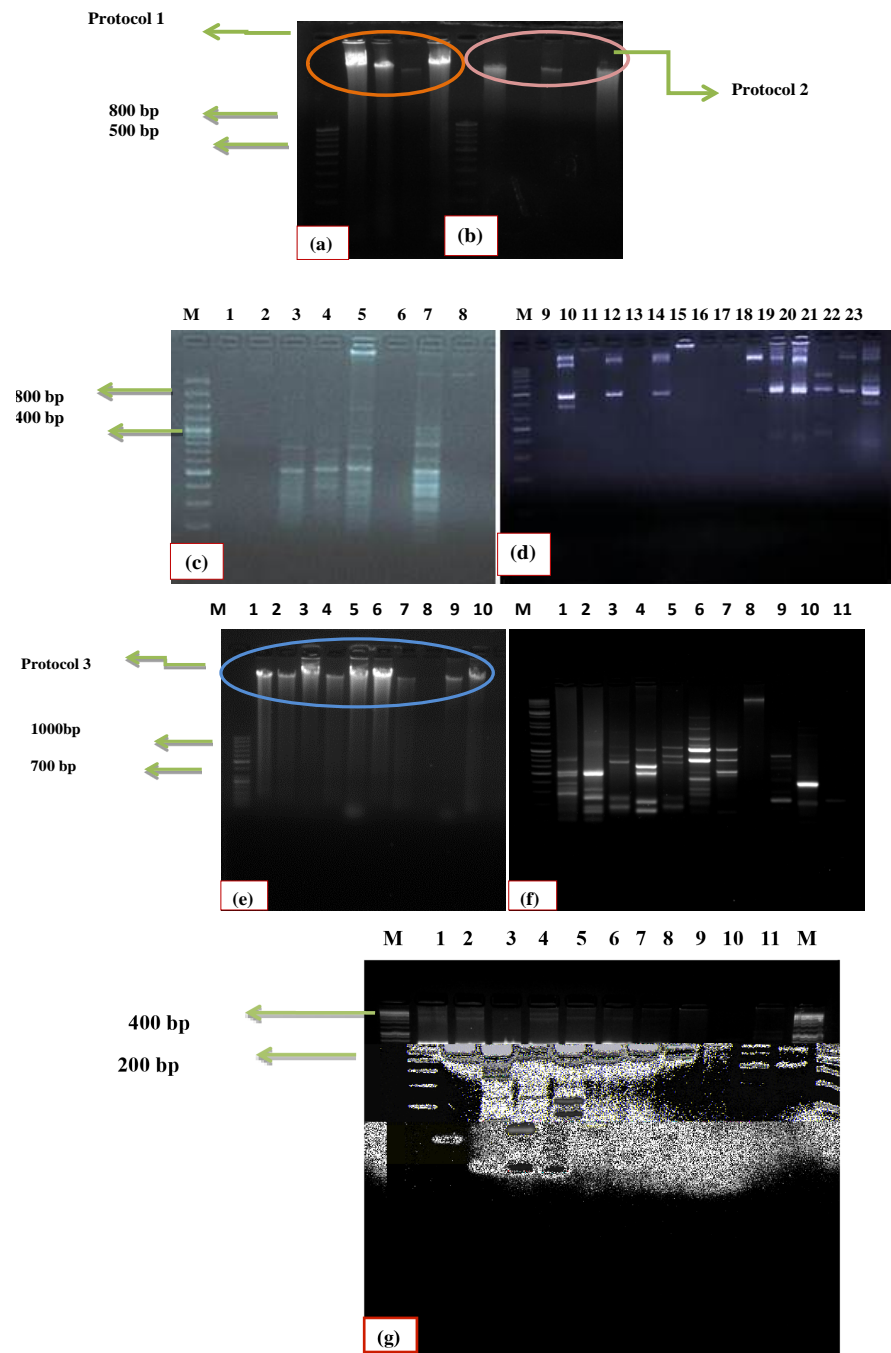 Protocol 1
Protocol 2
800 bp
500 bp
(a)
(b)
M 1 2 3 4 5 6 7 8
M 9 10 11 12 13 14 15 16 17 18 19 20 21 22 23
800 bp
400 bp
(c)
(d)
M 1 2 3 4 5 6 7 8 9 10
M 1 2 3 4 5 6 7 8 9 10 11
Protocol 3
1000bp
700 bp
(e)
(f)
M 1 2 3 4 5 6 7 8 9 10 11 M
400 bp
200 bp
(g)